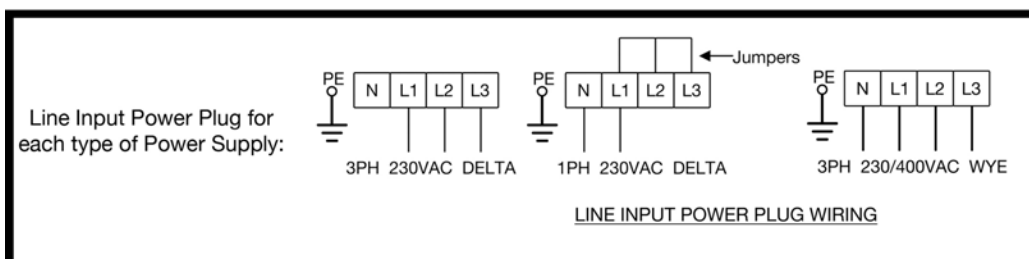 Line Input Power Plug for
each type of Power Supply:
PE
N L1 L2 L3
3PH 230VAC DELTA
Jumpers
PE
N L1 L2 L3
1PH 230VAC DELTA
PE
N L1 L2 L3
3PH 230/400VAC WYE
LINE INPUT POWER PLUG WIRING